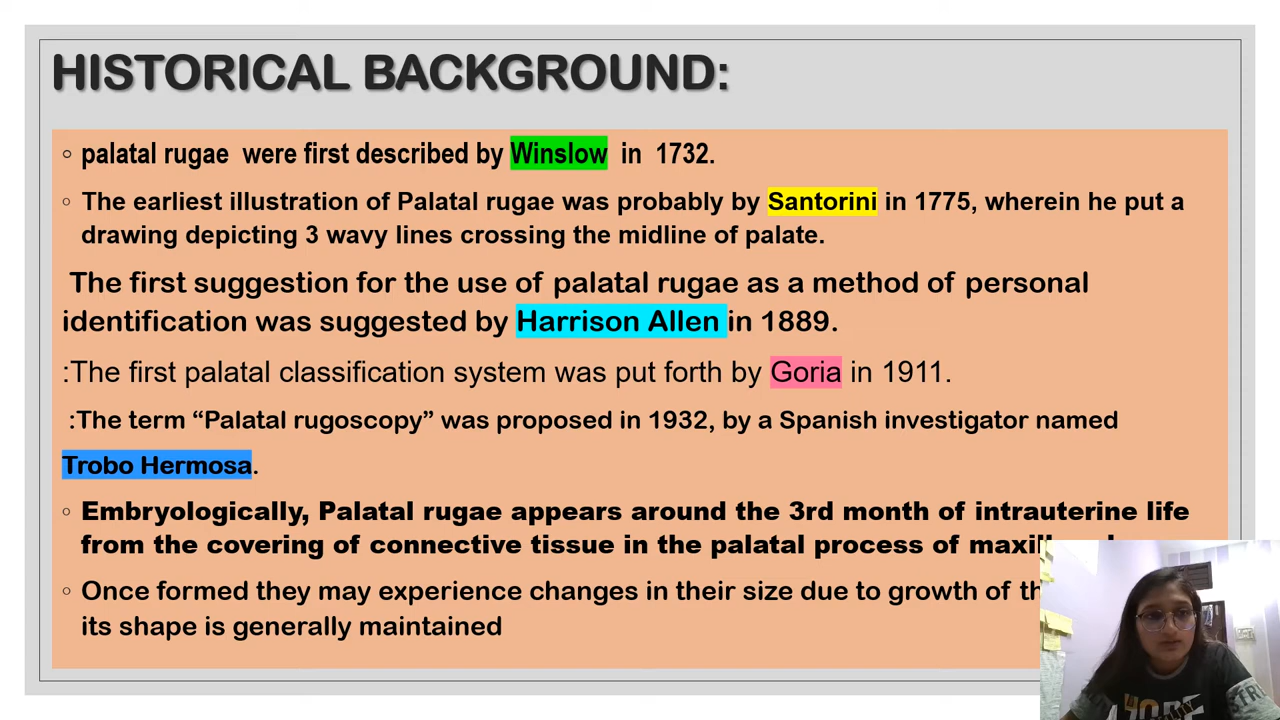 HISTORICAL BACKGROUND:
palatal rugae were first described by Winslow in 1732.
The earliest illustration of Palatal rugae was probably by Santorini in 1775, wherein he put a
drawing depicting 3 wavy lines crossing the midline of palate.
The first suggestion for the use of palatal rugae as a method of personal
identification was suggested by Harrison Allen in 1889.
:The first palatal classification system was put forth by Goria in 1911.
:The term “Palatal rugoscopy” was proposed in 1932, by a Spanish investigator named
Trobo Hermosa.
Embryologically, Palatal rugae appears around the 3rd month of intrauterine life
from the covering of connective tissue in the palatal process of
Once formed they may experience changes in their size due to growth of
its shape is generally maintained